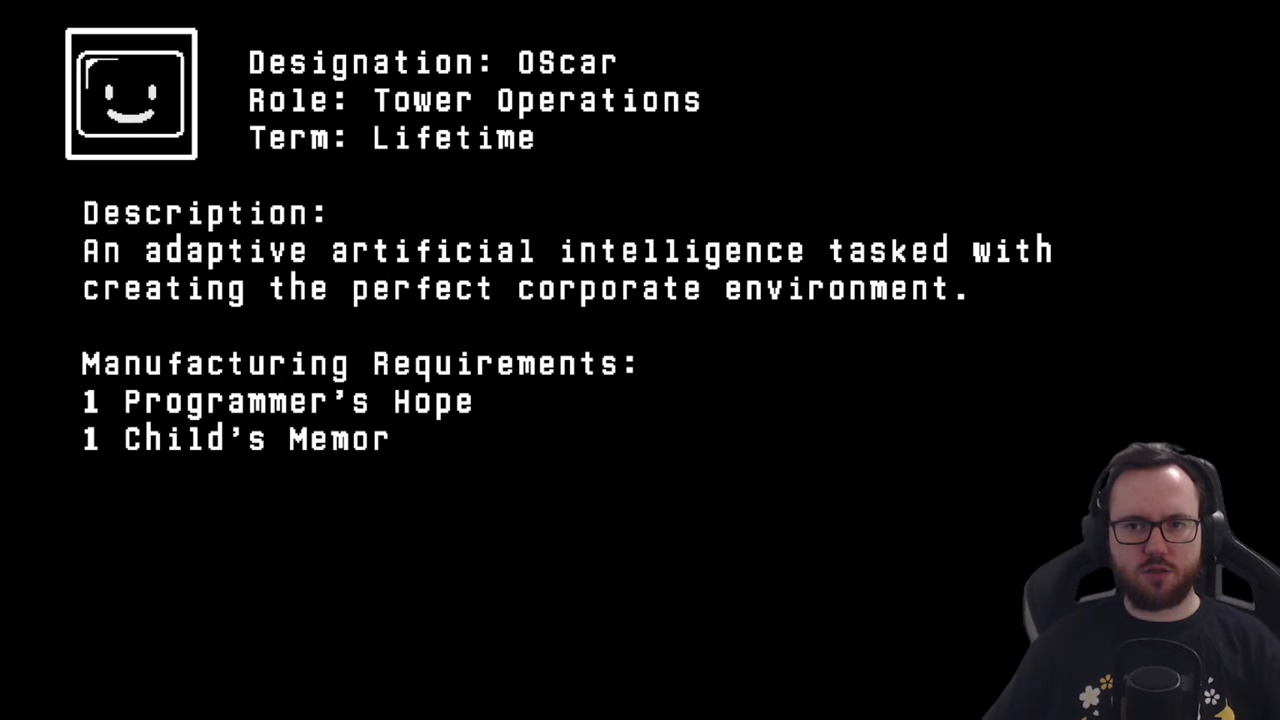 Designation: OScar
Role: Tower Operations
Term: Lifetime
Description:
An adaptive artificial intelligence tasked with
creating the perfect corporate environment.
Manufacturing Requirements:
1 Programmer's Hope
1 Child's Memor